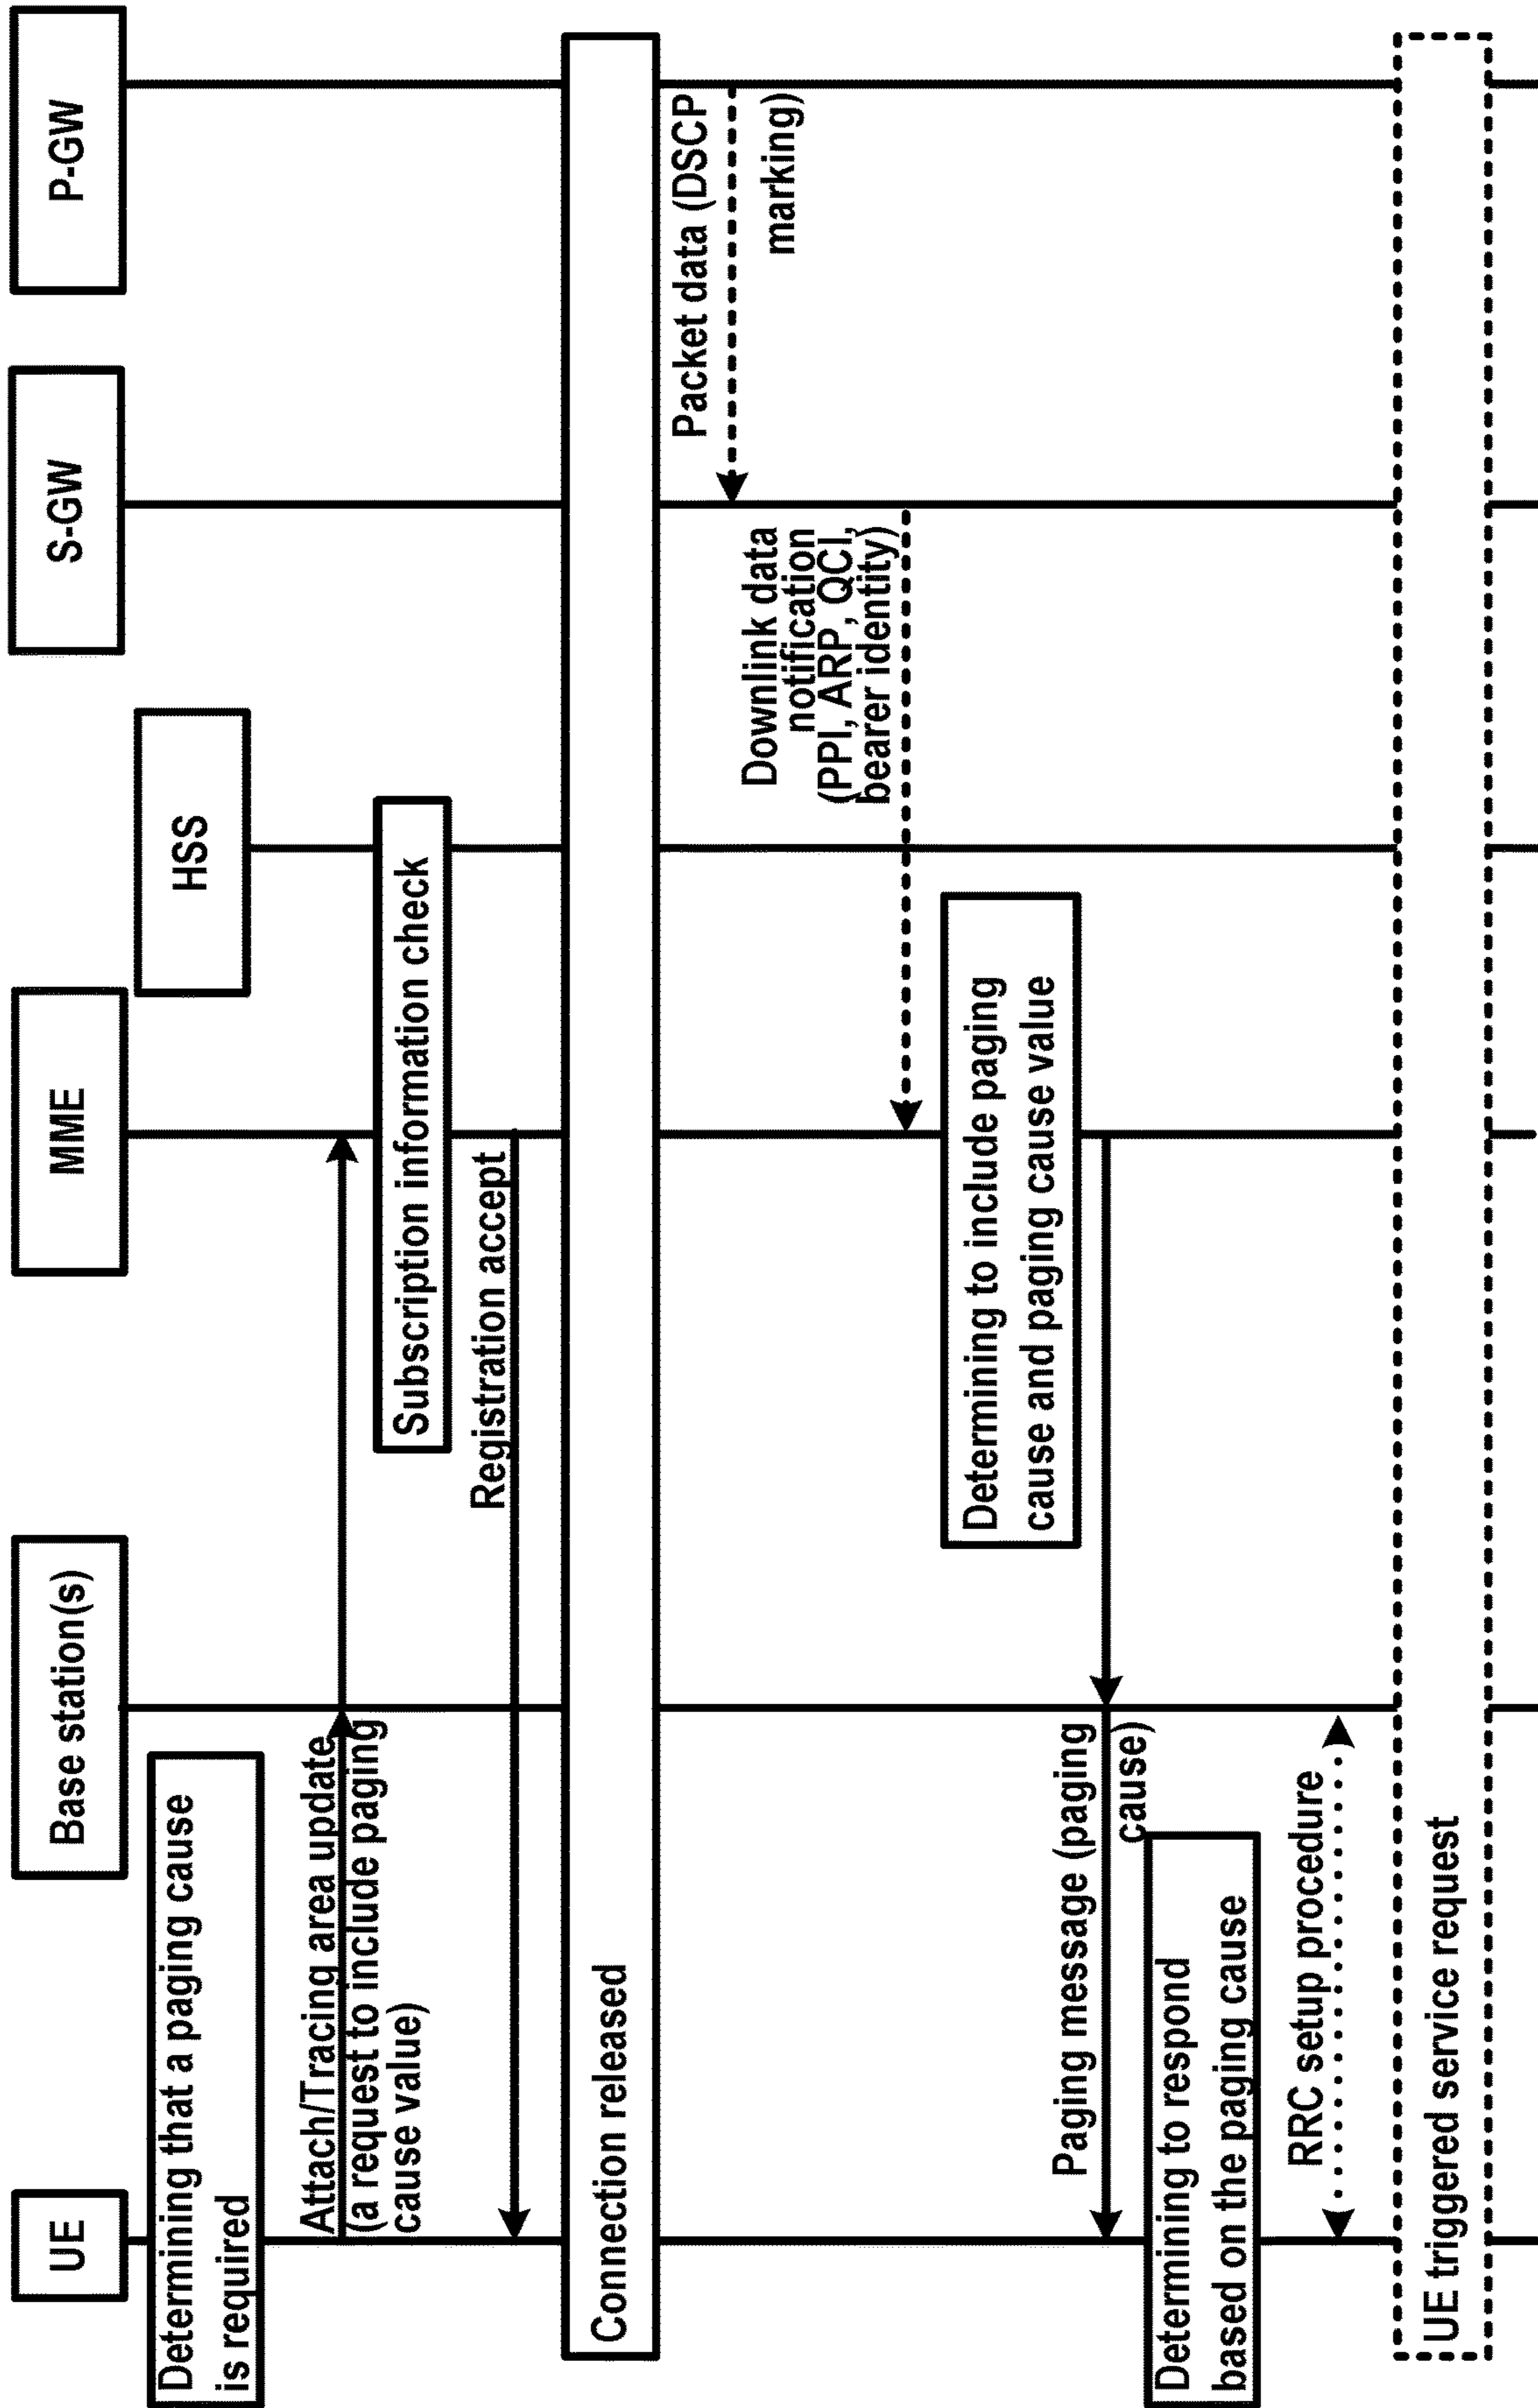 UE
Base station(s)
MME
HSS
S-GW
P-GW
Determining that a paging cause
is required
Attach/Tracing area update
(a request to include paging
cause value)
Subscription information check
Registration accept
Connection released
Packet data (DSCP
marking)
Downlink data
notification
(PPI, ARP, QCI,
bearer identity)
Determining to include paging
cause and paging cause value
Paging message (paging
cause)
Determining to respond
based on the paging cause
RRC setup procedure
UE triggered service request